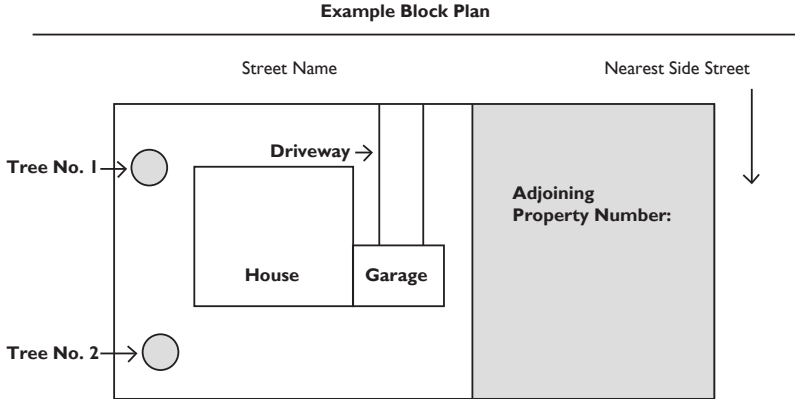 Example Block Plan
Street Name
Nearest Side Street
Driveway
Tree No. 1
Adjoining
Property Number:
House
Garage
Tree No. 2